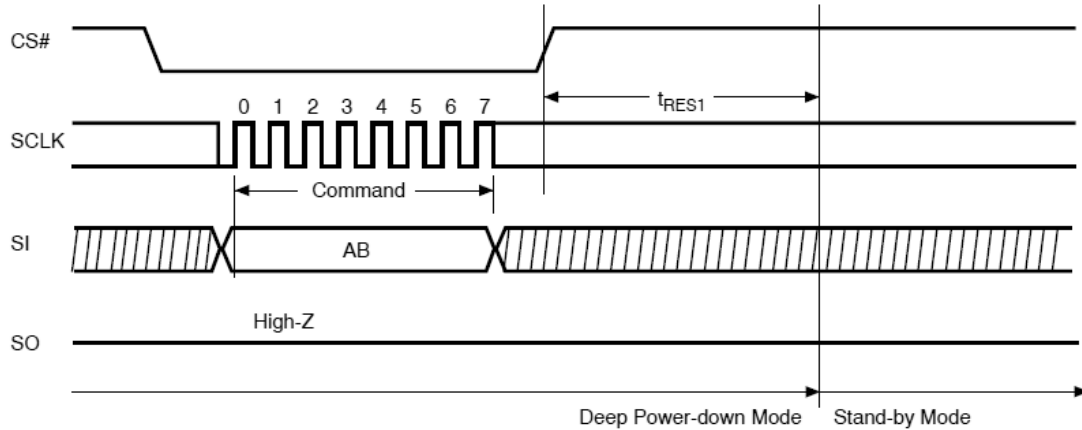 CS#
tRES1
0 1 2 3 4 5 6 7
SCLK
Command
SI
AB
High-Z
SO
Deep Power-down Mode
Stand-by Mode